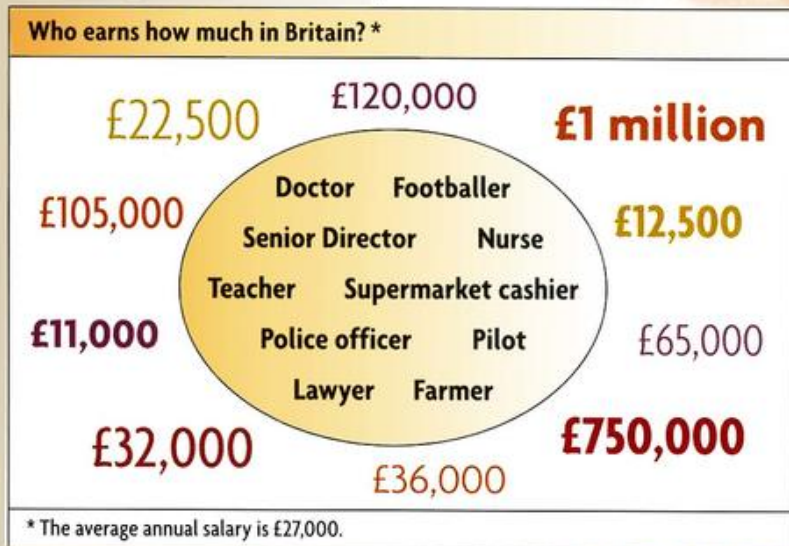 Who earns how much in Britain? *
£22,500
£120,000
£1 million
£105,000
Doctor Footballer
Senior Director Nurse
£12,500
Teacher Supermarket cashier
£11,000
Police officer Pilot
£65,000
Lawyer Farmer
£32,000
£750,000
£36,000
* The average annual salary is £27,000.